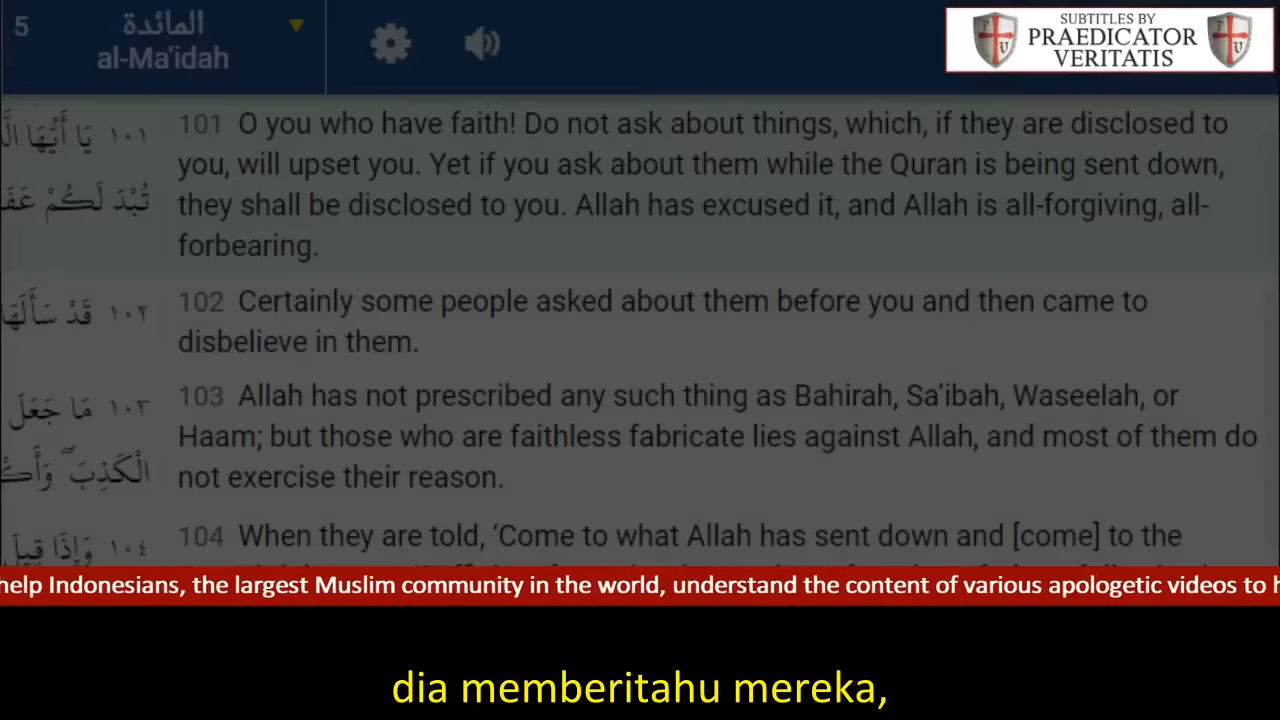 5
المائدة
al-Ma'idah
SUBTITLES BY
PRAEDICATOR
VERITATIS
١٠١ يَا أَيُّهَا
101 O you who have faith! Do not ask about things, which, if they are disclosed to
you, will upset you. Yet if you ask about them while the Quran is being sent down,
تُبْدَ لَكُمْ
they shall be disclosed to you. Allah has excused it, and Allah is all-forgiving, all-
forbearing.
١٠٢ قَدْ سَأَلَهَا
102 Certainly some people asked about them before you and then came to
disbelieve in them.
١٠٣ مَا جَعَلَ
103 Allah has not prescribed any such thing as Bahirah, Sa’ibah, Waseelah, or
Haam; but those who are faithless fabricate lies against Allah, and most of them do
الْكَذِبَ ۖ
not exercise their reason.
١٠٤ وَإِذَا قِيلَ
104 When they are told, ‘Come to what Allah has sent down and [come] to the
help Indonesians, the largest Muslim community in the world, understand the content of various apologetic videos to
dia memberitahu mereka,